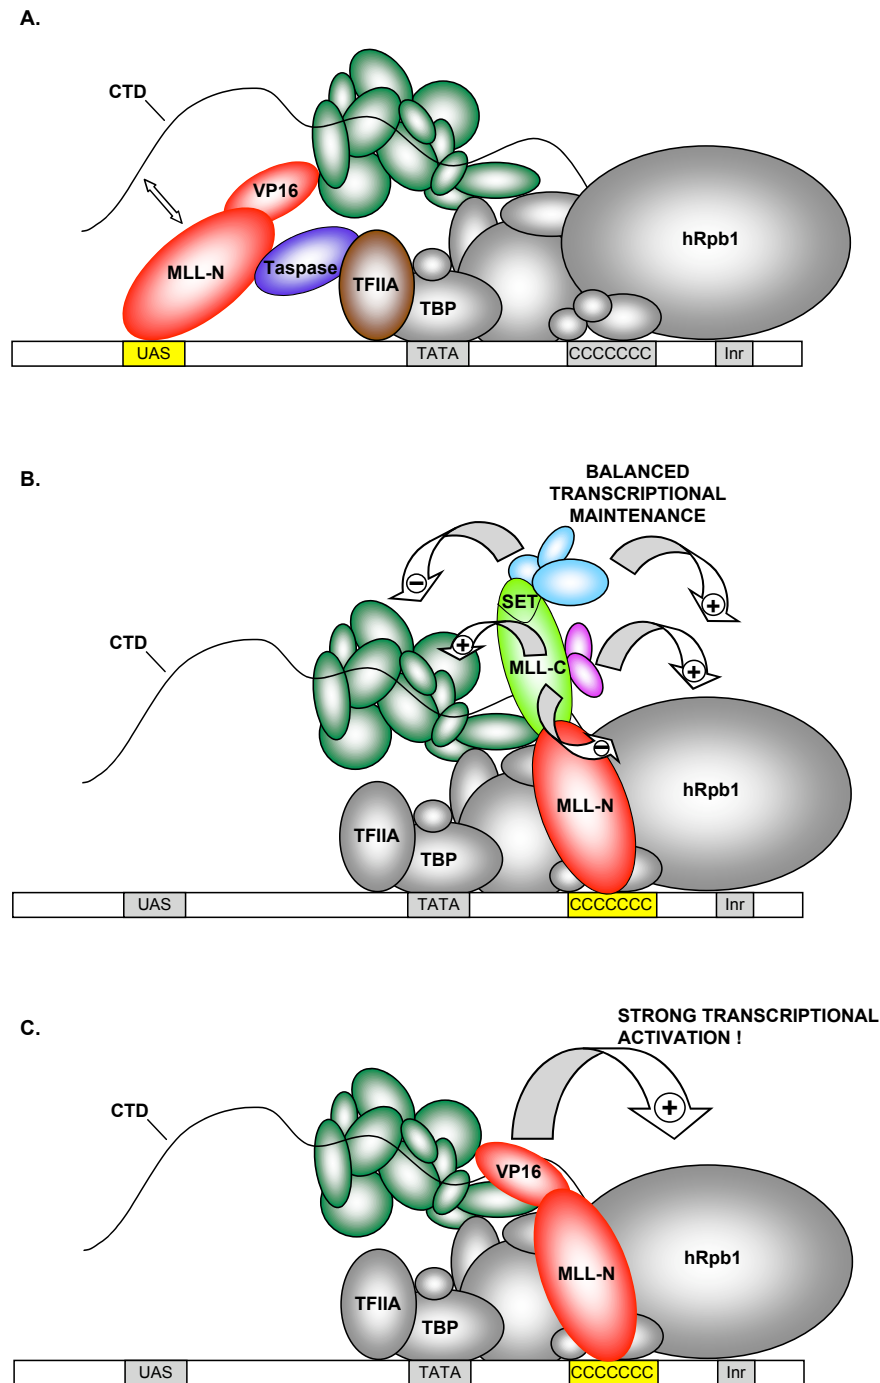 A.
CTD
VP16
hRpb1
MLL-N
Taspase
TFIIA
TBP
UAS
TATA
CCCCCCC
Inr
B.
BALANCED
TRANSCRIPTIONAL
MAINTENANCE
−
+
SET
CTD
+
MLL-C
+
−
hRpb1
MLL-N
TFIIA
TBP
UAS
TATA
CCCCCCC
Inr
C.
STRONG TRANSCRIPTIONAL
ACTIVATION !
CTD
+
VP16
hRpb1
MLL-N
TFIIA
TBP
UAS
TATA
CCCCCCC
Inr